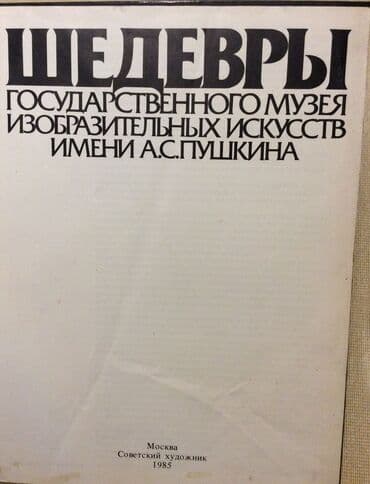 ШЕДЕВРЫ
ГОСУДАРСТВЕННОГО МУЗЕЯ
ИЗОБРАЗИТЕЛЬНЫХ ИСКУССТВ
ИМЕНИ А.С.ПУШКИНА
Москва
Советский художник
1985